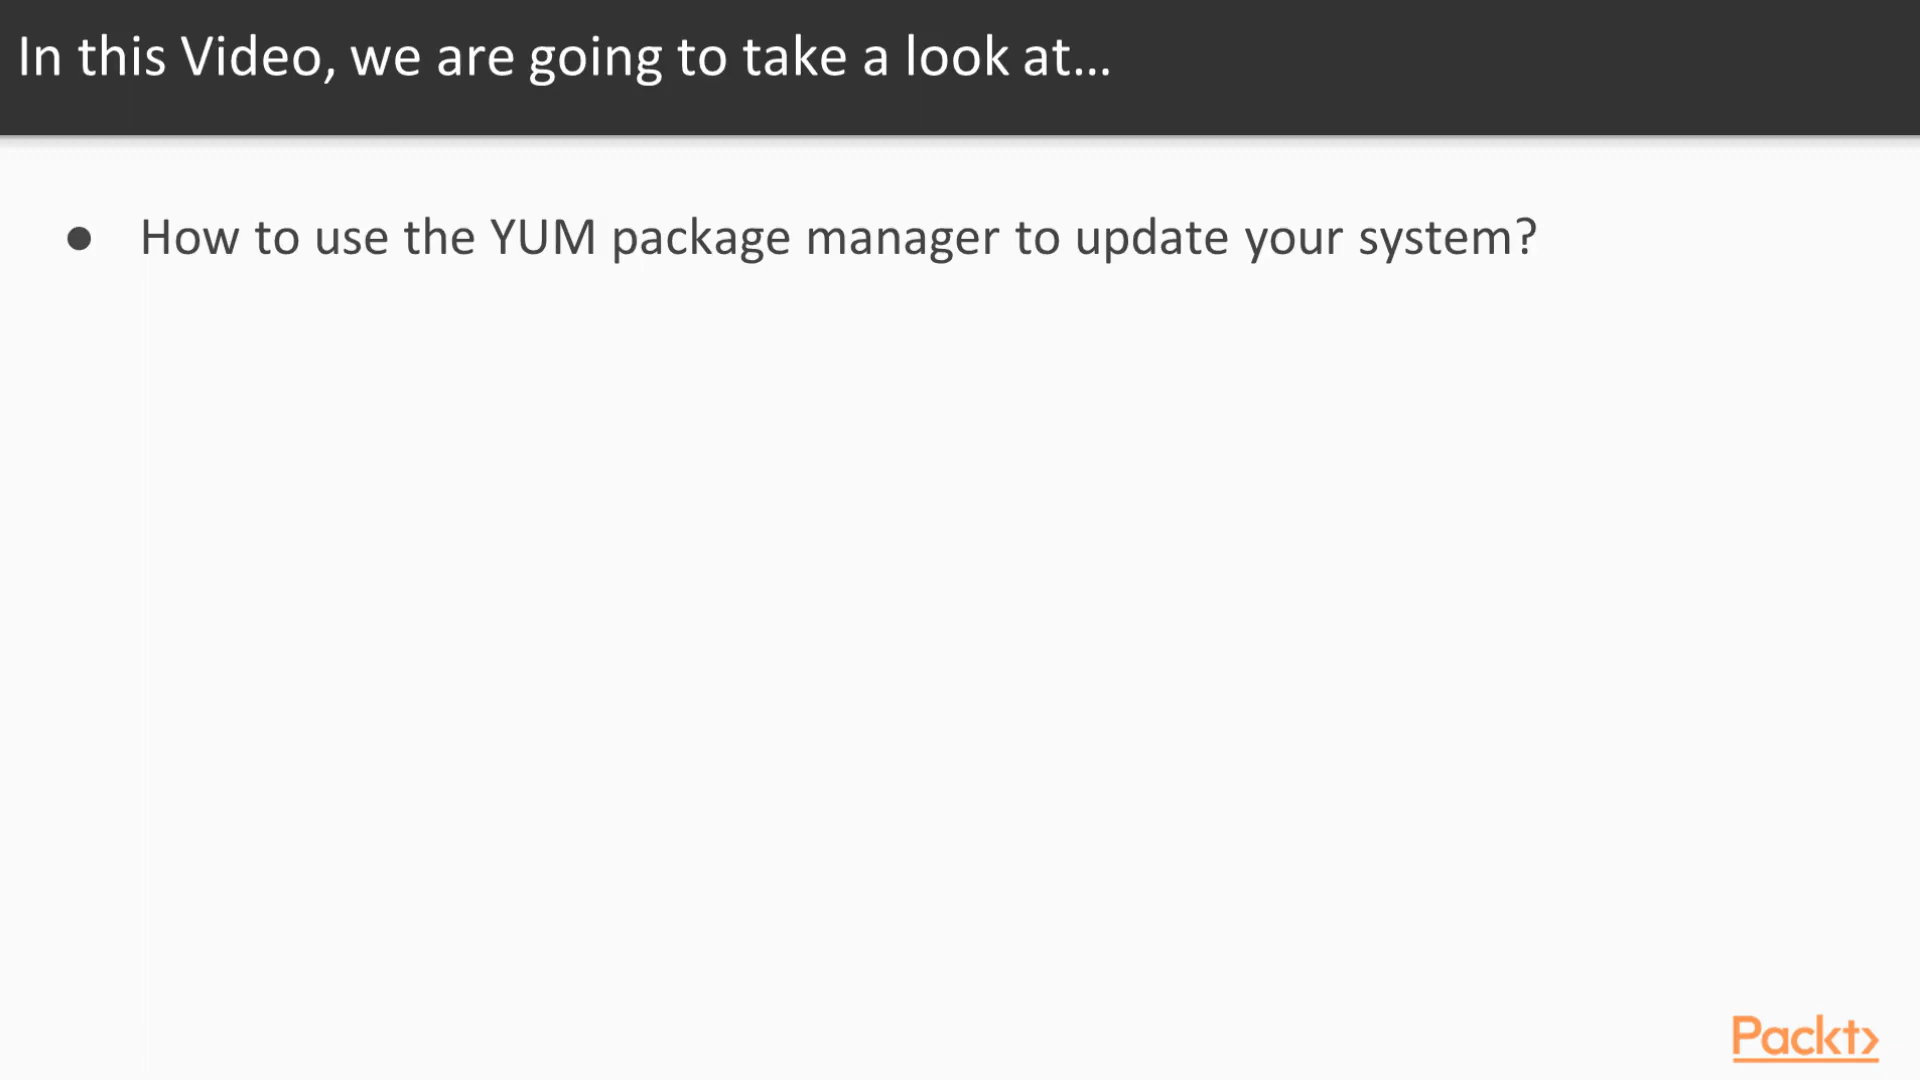 In this Video, we are going to take a look at...
● How to use the YUM package manager to update your system?
Packt>